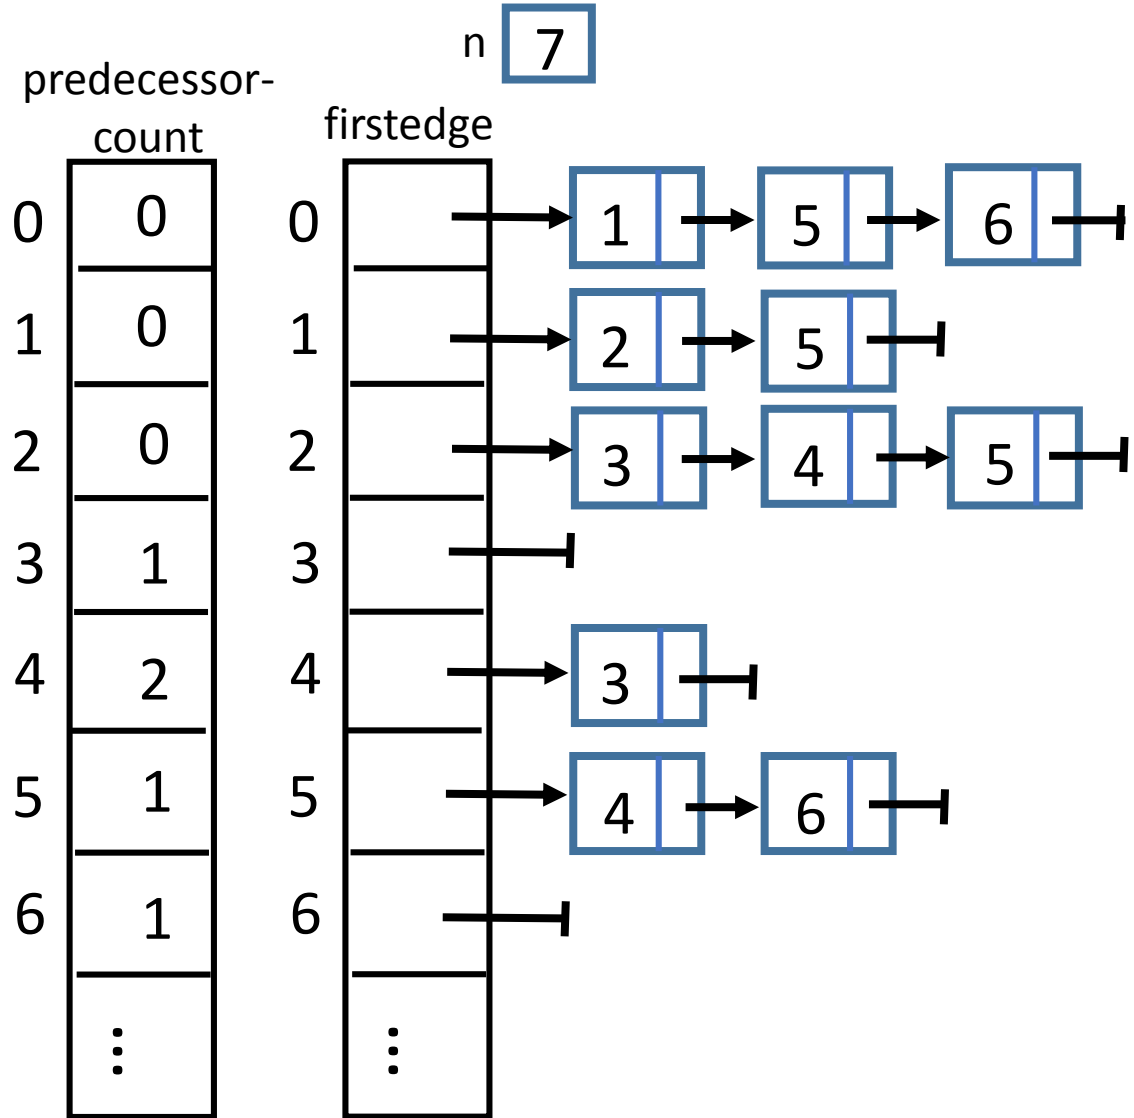 n 7
predecessor-
count
firstedge
0 0 0 1 5 6
1 0 1 2 5
2 0 2 3 4 5
3 1 3
4 2 4 3
5 1 5 4 6
6 1 6
⋮ ⋮